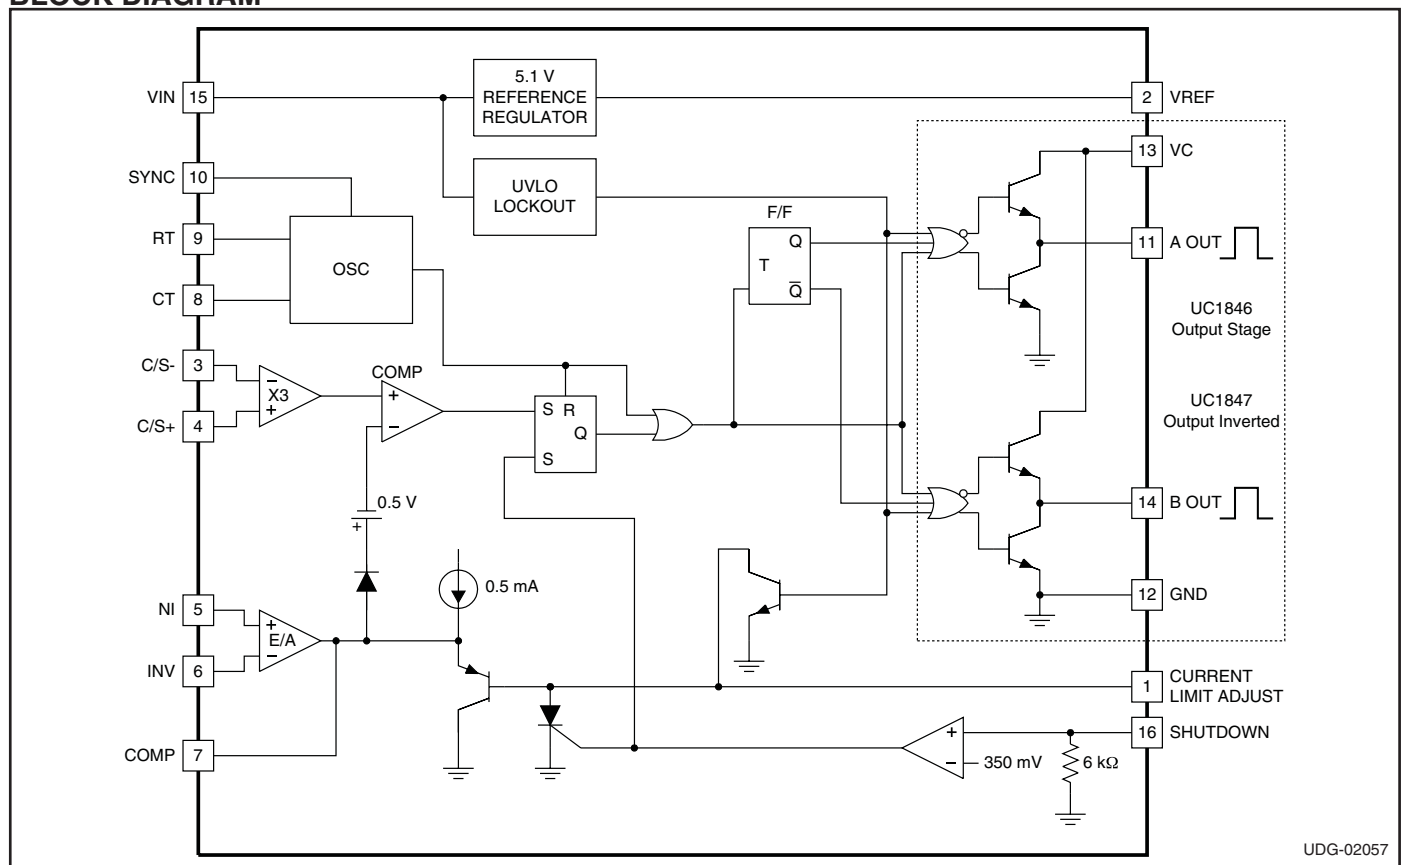 BLOCK DIAGRAM
VIN 15
5.1 V
REFERENCE
REGULATOR
2 VREF
13 VC
SYNC 10
UVLO
LOCKOUT
RT 9
OSC
CT 8
F/F
Q
T
Q̅
11 A OUT
UC1846
Output Stage
C/S- 3
−
X3
+
C/S+ 4
COMP
+
−
S R
Q
S
UC1847
Output Inverted
0.5 V
+
14 B OUT
NI 5
+
E/A
−
INV 6
0.5 mA
12 GND
1 CURRENT
LIMIT ADJUST
COMP 7
+
−
350 mV
6 kΩ
16 SHUTDOWN
UDG-02057